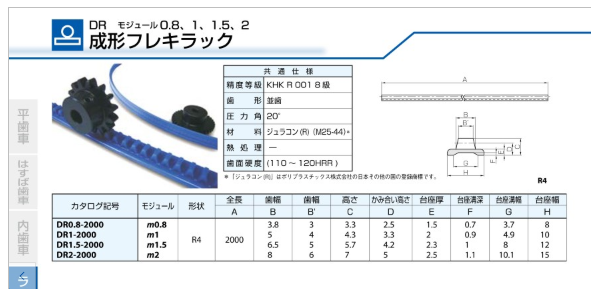 DR モジュール 0.8、1、1.5、2
成形フレキラック
共通仕様
精度等級 KHK R 001 8 級
歯形 並歯
圧力角 20°
材料 ジュラコン(R)(M25-44)*
熱処理 —
歯面硬度 (110～120HRR)
*「ジュラコン(R)」はポリプラスチックス株式会社の日本その他の国の登録商標です。
A
B
B'
C
D
E
F
G
H
R4
平歯車
はすば歯車
内歯車
ラ
カタログ記号 モジュール 形状 全長 歯幅 歯幅 高さ かみ合い高さ 台座厚 台座溝深 台座溝幅 台座幅
A B B' C D E F G H
DR0.8-2000 m0.8 R4 2000 3.8 3 3.3 2.5 1.5 0.7 3.7 8
DR1-2000 m1 5 4 4.3 3.3 2 0.9 4.9 10
DR1.5-2000 m1.5 6.5 5 5.7 4.2 2.3 1 8 12
DR2-2000 m2 8 6 7 5 2.5 1.1 10.1 15